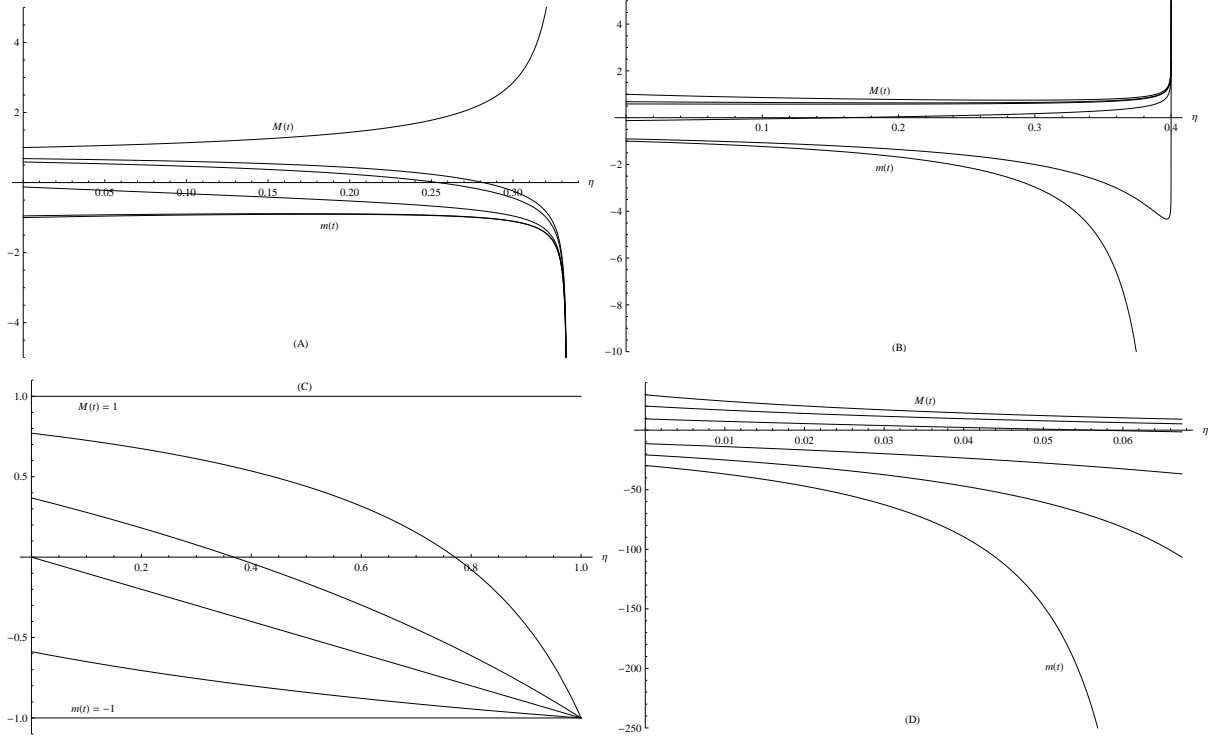 4
2
-2
-4
0.05
0.10
0.15
0.20
0.25
0.30
η
M(t)
m(t)
(A)
4
2
-2
-4
-6
-8
-10
0.1
0.2
0.3
0.4
η
M(t)
m(t)
(B)
(C)
1.0
0.5
-0.5
-1.0
0.2
0.4
0.6
0.8
1.0
η
M(t) = 1
m(t) = −1
-50
-100
-150
-200
-250
0.01
0.02
0.03
0.04
0.05
0.06
η
M(t)
m(t)
(D)